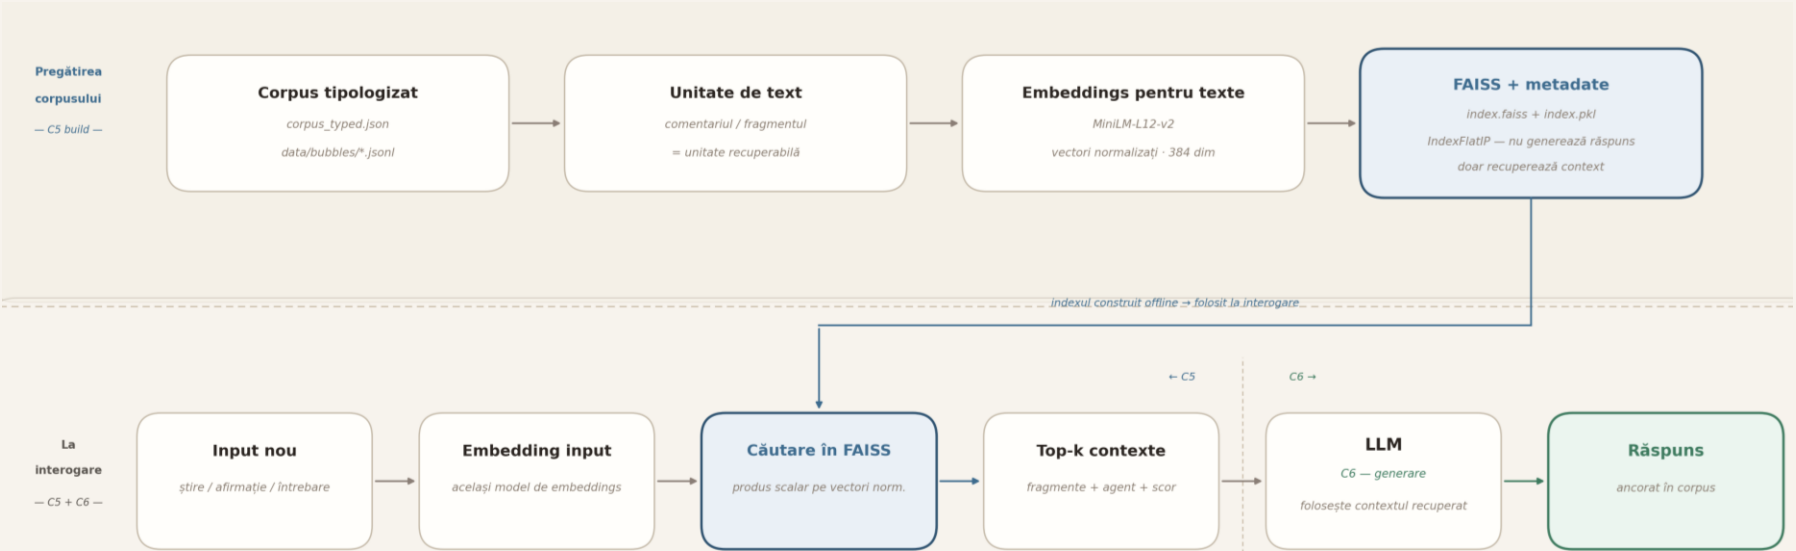 Pregătirea
corpusului
— C5 build —
Corpus tipologizat
corpus_typed.json
data/bubbles/*.jsonl
Unitate de text
comentariul / fragmentul
= unitate recuperabilă
Embeddings pentru texte
MiniLM-L12-v2
vectori normalizați · 384 dim
FAISS + metadate
index.faiss + index.pkl
IndexFlatIP — nu generează răspuns
doar recuperează context
indexul construit offline → folosit la interogare
← C5
C6 →
La
interogare
— C5 + C6 —
Input nou
știre / afirmație / întrebare
Embedding input
același model de embeddings
Căutare în FAISS
produs scalar pe vectori norm.
Top-k contexte
fragmente + agent + scor
LLM
C6 — generare
folosește contextul recuperat
Răspuns
ancorat în corpus